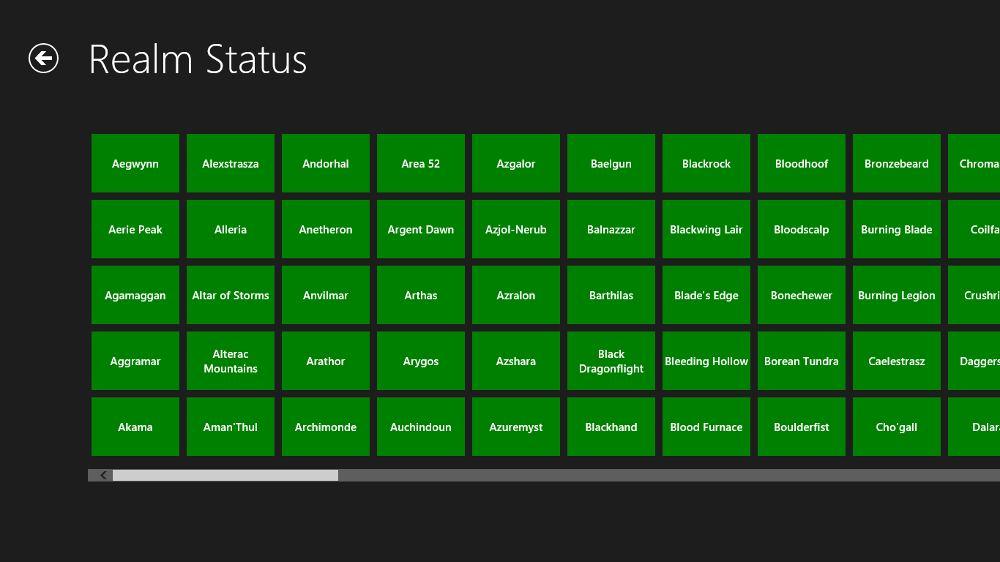 Realm Status
Aegwynn
Alexstrasza
Andorhal
Area 52
Azgalor
Baelgun
Blackrock
Bloodhoof
Bronzebeard
Chroma
Aerie Peak
Alleria
Anetheron
Argent Dawn
Azjol-Nerub
Balnazzar
Blackwing Lair
Bloodscalp
Burning Blade
Coilfa
Agamaggan
Altar of Storms
Anvilmar
Arthas
Azralon
Barthilas
Blade's Edge
Bonechewer
Burning Legion
Crushri
Aggramar
Alterac
Mountains
Arathor
Arygos
Azshara
Black
Dragonflight
Bleeding Hollow
Borean Tundra
Caelestrasz
Daggers
Akama
Aman'Thul
Archimonde
Auchindoun
Azuremyst
Blackhand
Blood Furnace
Boulderfist
Cho'gall
Dalara